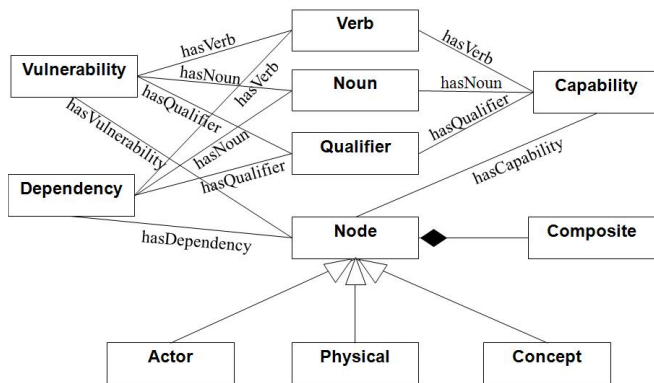 Verb
hasVerb
hasVerb
Vulnerability
hasNoun
hasVerb
Noun
hasNoun
Capability
hasQualifier
hasVulnerability
hasNoun
Qualifier
hasQualifier
hasQualifier
hasCapability
Dependency
hasDependency
Node
Composite
Actor
Physical
Concept